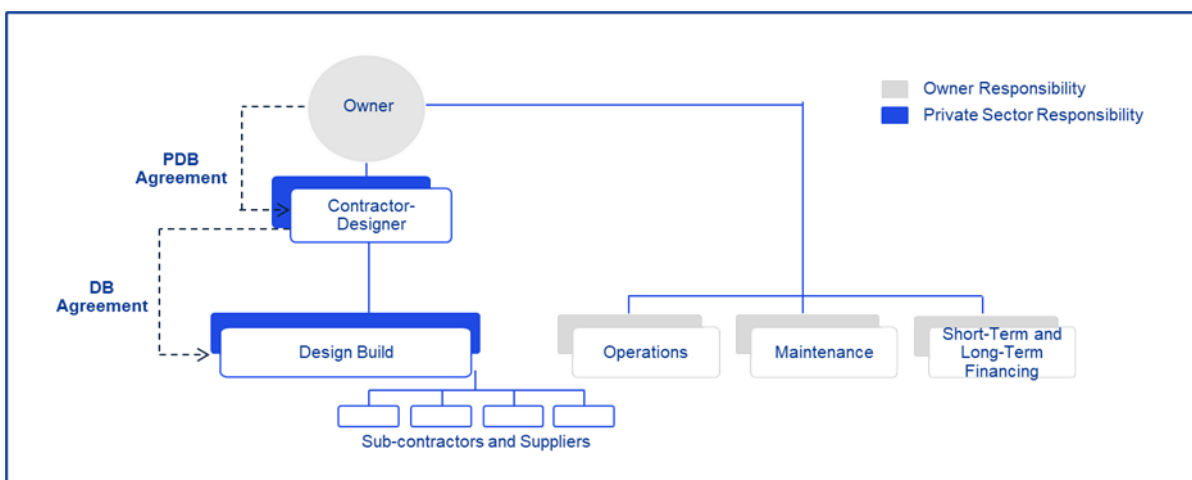 Owner
Owner Responsibility
Private Sector Responsibility
PDB
Agreement
Contractor-
Designer
DB
Agreement
Design Build
Operations
Maintenance
Short-Term and
Long-Term
Financing
Sub-contractors and Suppliers